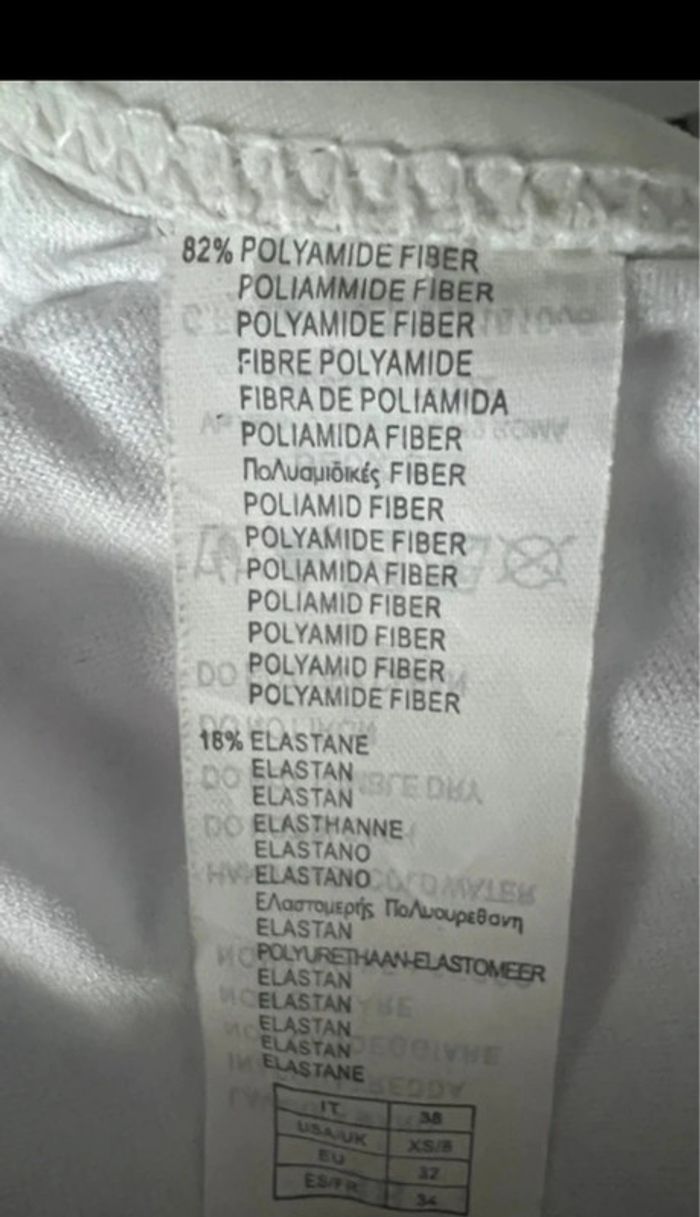 82% POLYAMIDE FIBER
POLIAMMIDE FIBER
POLYAMIDE FIBER
FIBRE POLYAMIDE
FIBRA DE POLIAMIDA
POLIAMIDA FIBER
Πολυαμιδικές FIBER
POLIAMID FIBER
POLYAMIDE FIBER
POLIAMIDA FIBER
POLIAMID FIBER
POLYAMID FIBER
POLYAMID FIBER
POLYAMIDE FIBER
18% ELASTANE
ELASTAN
ELASTAN
ELASTHANNE
ELASTANO
ELASTANO
Ελαστομερής Πολυουρεθανη
ELASTAN
POLYURETHAAN-ELASTOMEER
ELASTAN
ELASTAN
ELASTAN
ELASTAN
ELASTANE
IT 38
USA/UK XS/8
EU 32
ES/FR 34